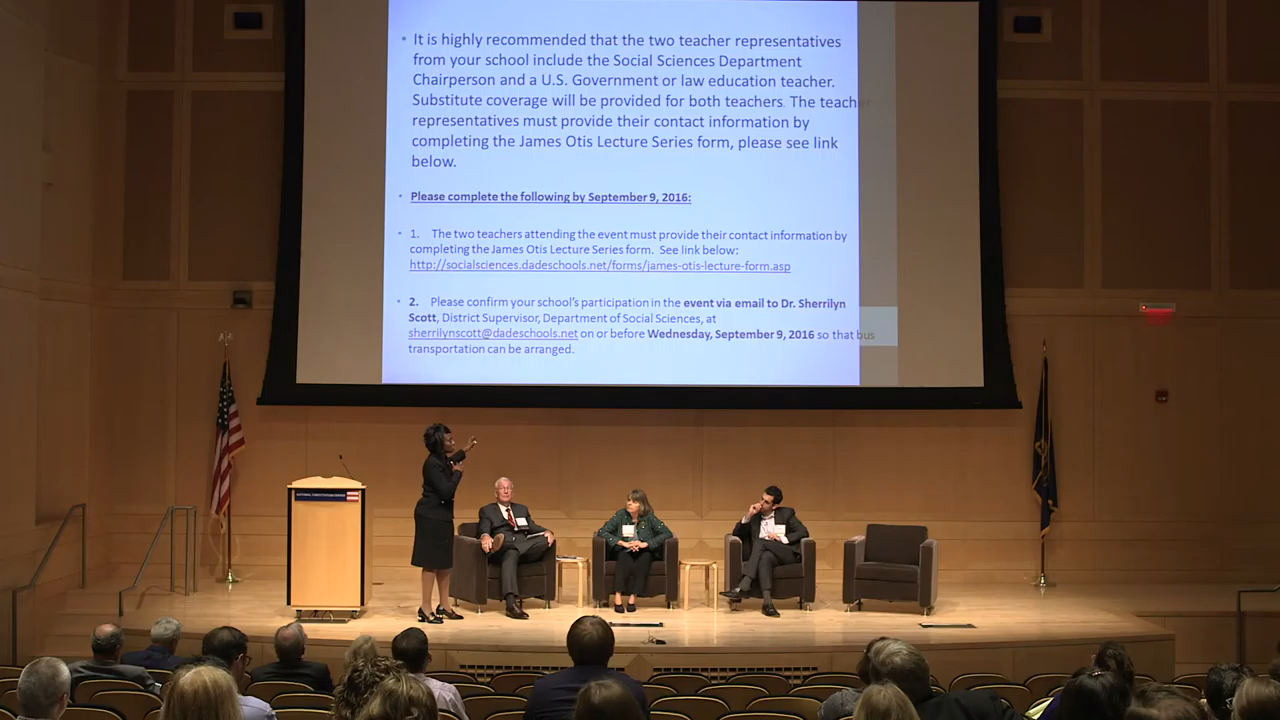 • It is highly recommended that the two teacher representatives
from your school include the Social Sciences Department
Chairperson and a U.S. Government or law education teacher.
Substitute coverage will be provided for both teachers. The teacher
representatives must provide their contact information by
completing the James Otis Lecture Series form, please see link
below.
• Please complete the following by September 9, 2016:
• 1. The two teachers attending the event must provide their contact information by
completing the James Otis Lecture Series form. See link below:
http://socialsciences.dadeschools.net/forms/james-otis-lecture-form.asp
• 2. Please confirm your school's participation in the event via email to Dr. Sherrilyn
Scott, District Supervisor, Department of Social Sciences, at
sherrilynscott@dadeschools.net on or before Wednesday, September 9, 2016 so that bus
transportation can be arranged.
NATIONAL CONSTITUTION CENTER